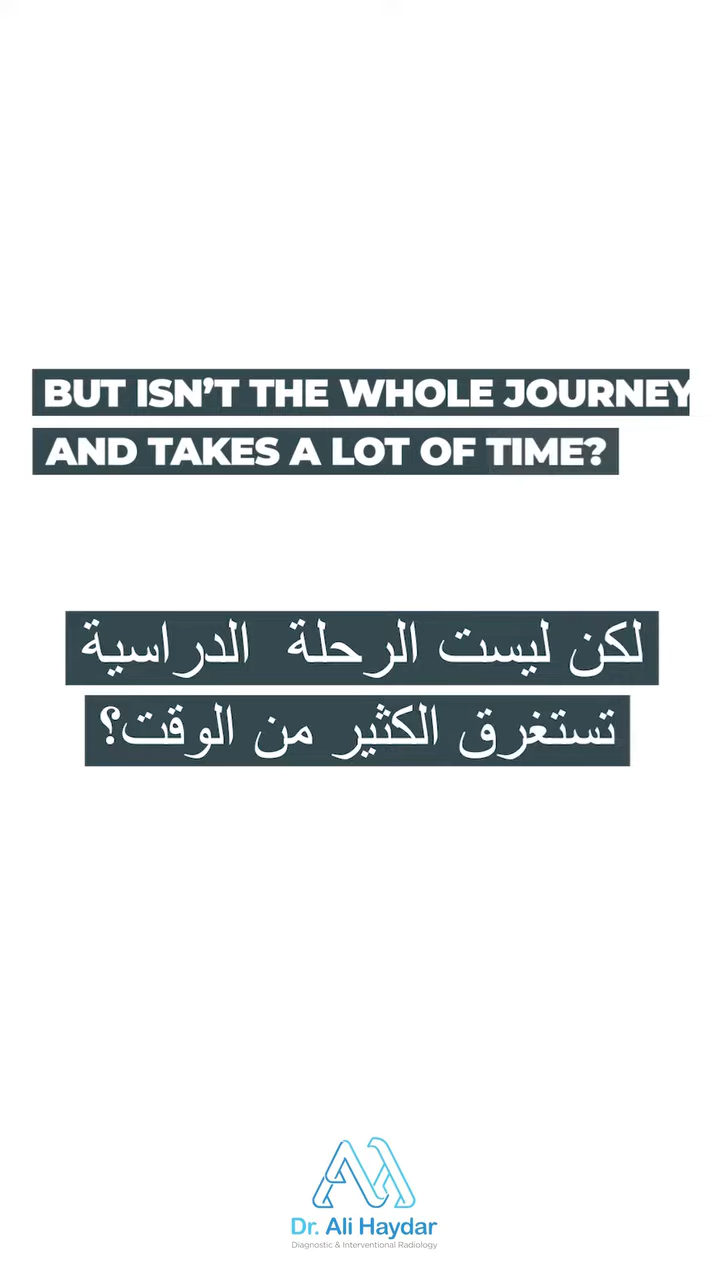 BUT ISN’T THE WHOLE JOURNEY
AND TAKES A LOT OF TIME?
لكن ليست الرحلة الدراسية
تستغرق الكثير من الوقت؟
Dr. Ali Haydar
Diagnostic & Interventional Radiology